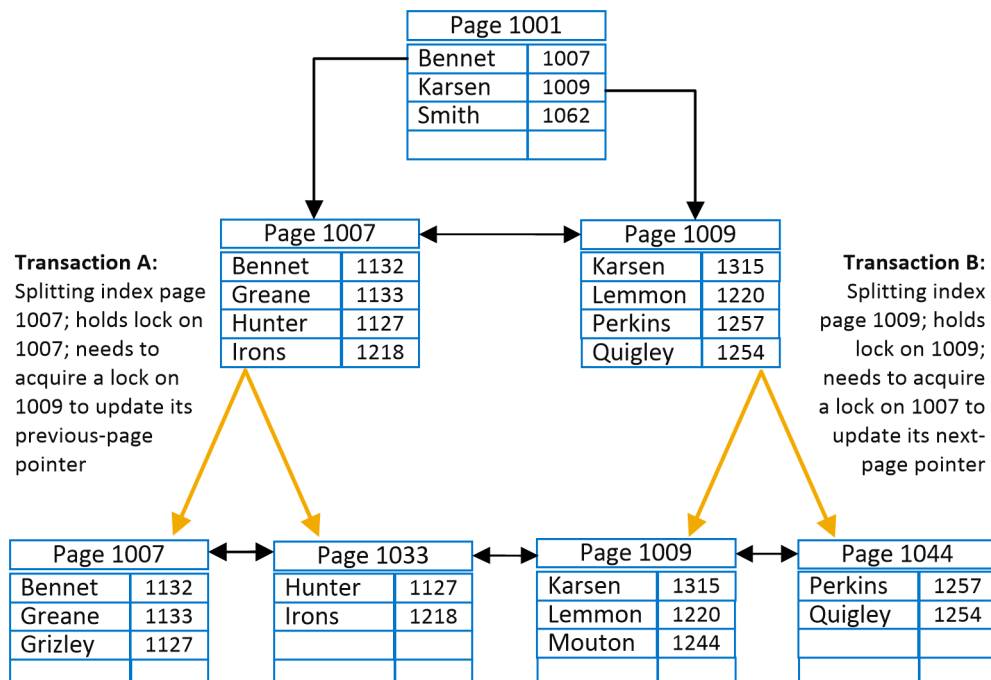 Page 1001
Bennet 1007
Karsen 1009
Smith 1062
Page 1007
Bennet 1132
Greane 1133
Hunter 1127
Irons 1218
Page 1009
Karsen 1315
Lemmon 1220
Perkins 1257
Quigley 1254
Transaction A:
Splitting index page
1007; holds lock on
1007; needs to
acquire a lock on
1009 to update its
previous-page
pointer
Transaction B:
Splitting index
page 1009; holds
lock on 1009;
needs to acquire
a lock on 1007 to
update its next-
page pointer
Page 1007
Bennet 1132
Greane 1133
Grizley 1127
Page 1033
Hunter 1127
Irons 1218
Page 1009
Karsen 1315
Lemmon 1220
Mouton 1244
Page 1044
Perkins 1257
Quigley 1254